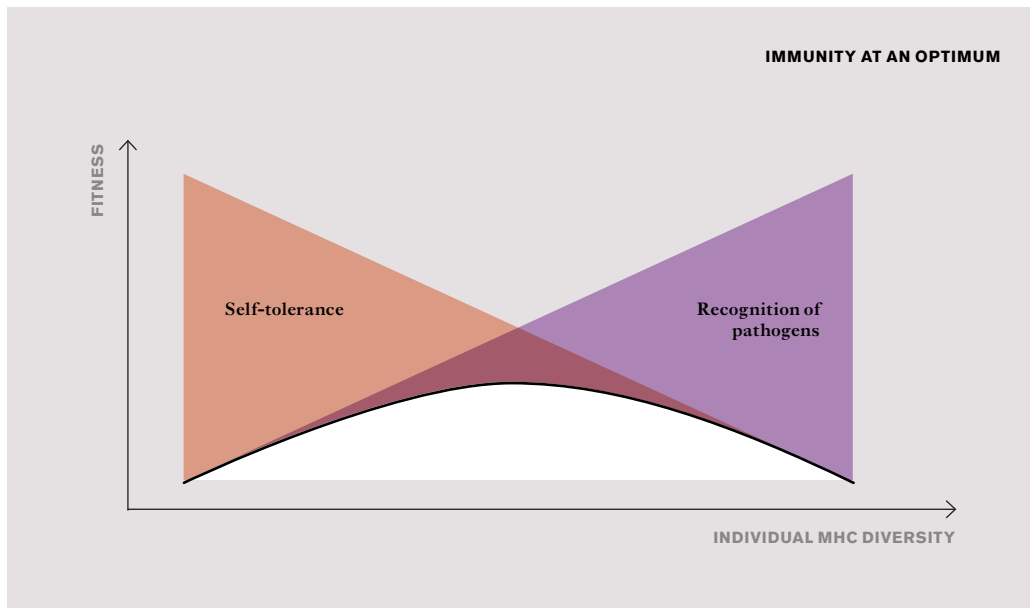 IMMUNITY AT AN OPTIMUM
FITNESS
Self-tolerance
Recognition of
pathogens
INDIVIDUAL MHC DIVERSITY